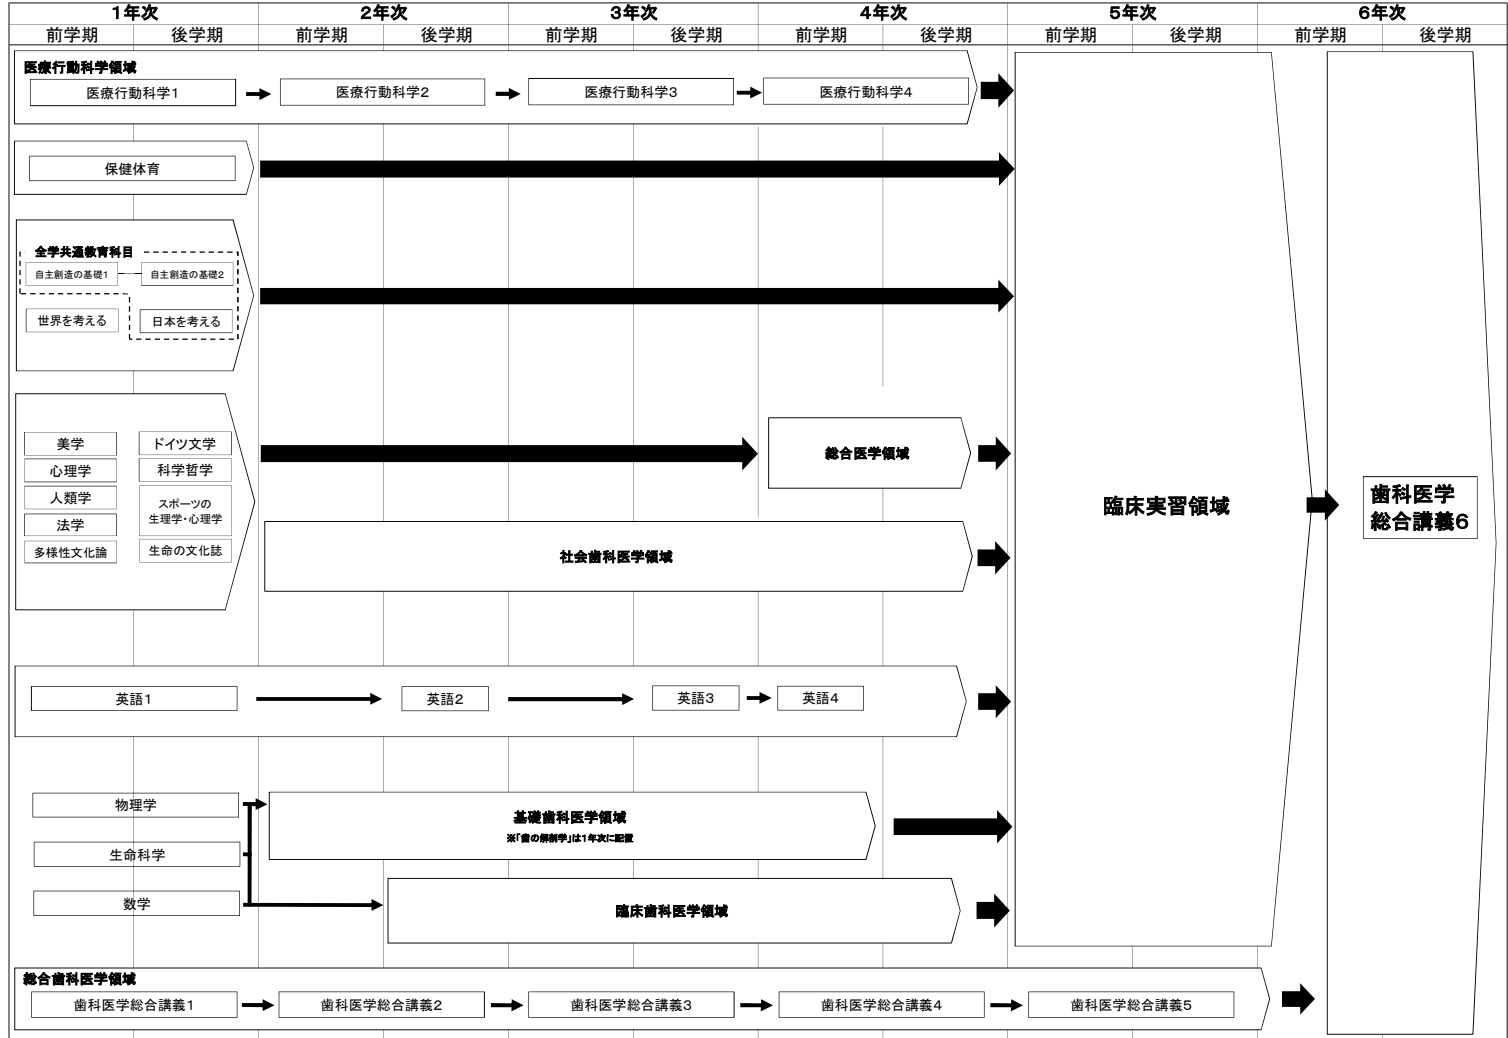 1年次
2年次
3年次
4年次
5年次
6年次
前学期
後学期
前学期
後学期
前学期
後学期
前学期
後学期
前学期
後学期
前学期
後学期
医療行動科学領域
医療行動科学1
医療行動科学2
医療行動科学3
医療行動科学4
保健体育
全学共通教育科目
自主創造の基礎1
自主創造の基礎2
世界を考える
日本を考える
美学
心理学
人類学
法学
多様性文化論
ドイツ文学
科学哲学
スポーツの
生理学・心理学
生命の文化誌
総合医学領域
社会歯科医学領域
臨床実習領域
歯科医学
総合講義6
英語1
英語2
英語3
英語4
物理学
生命科学
数学
基礎歯科医学領域
※「歯の解剖学」は1年次に配置
臨床歯科医学領域
総合歯科医学領域
歯科医学総合講義1
歯科医学総合講義2
歯科医学総合講義3
歯科医学総合講義4
歯科医学総合講義5